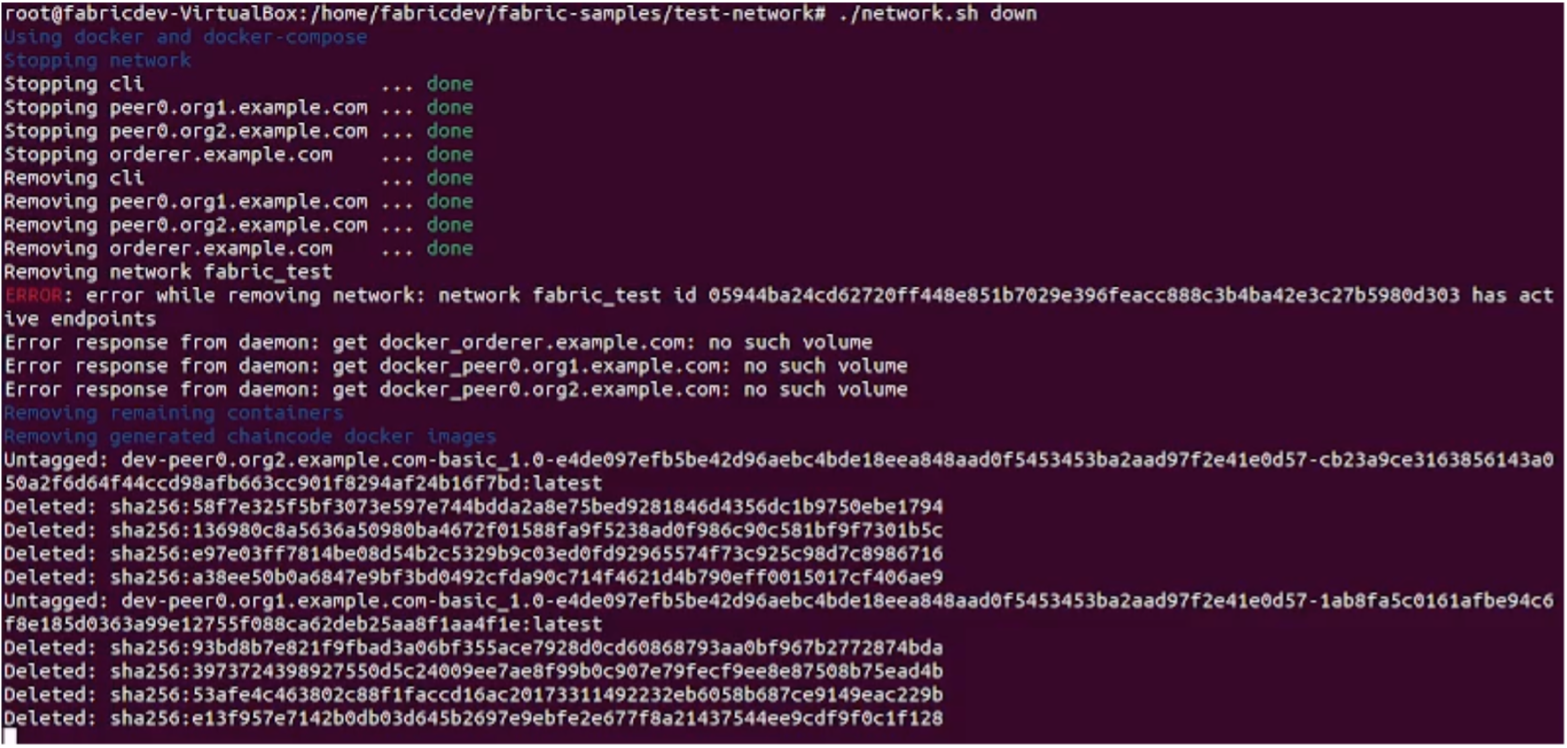 root@fabricdev-VirtualBox:/home/fabricdev/fabric-samples/test-network# ./network.sh down
Using docker and docker-compose
Stopping network
Stopping cli                    ... done
Stopping peer0.org1.example.com ... done
Stopping peer0.org2.example.com ... done
Stopping orderer.example.com    ... done
Removing cli                    ... done
Removing peer0.org1.example.com ... done
Removing peer0.org2.example.com ... done
Removing orderer.example.com    ... done
Removing network fabric_test
ERROR: error while removing network: network fabric_test id 05944ba24cd62720ff448e851b7029e396feacc888c3b4ba42e3c27b5980d303 has act
ive endpoints
Error response from daemon: get docker_orderer.example.com: no such volume
Error response from daemon: get docker_peer0.org1.example.com: no such volume
Error response from daemon: get docker_peer0.org2.example.com: no such volume
Removing remaining containers
Removing generated chaincode docker images
Untagged: dev-peer0.org2.example.com-basic_1.0-e4de097efb5be42d96aebc4bde18eea848aad0f5453453ba2aad97f2e41e0d57-cb23a9ce3163856143a0
50a2f6d64f44ccd98afb663cc901f8294af24b16f7bd:latest
Deleted: sha256:58f7e325f5bf3073e597e744bdda2a8e75bed9281846d4356dc1b9750ebe1794
Deleted: sha256:136980c8a5636a50980ba4672f01588fa9f5238ad0f986c90c581bf9f7301b5c
Deleted: sha256:e97e03ff7814be08d54b2c5329b9c03ed0fd92965574f73c925c98d7c8986716
Deleted: sha256:a38ee50b0a6847e9bf3bd0492cfda90c714f4621d4b790eff0015017cf406ae9
Untagged: dev-peer0.org1.example.com-basic_1.0-e4de097efb5be42d96aebc4bde18eea848aad0f5453453ba2aad97f2e41e0d57-1ab8fa5c0161afbe94c6
f8e185d0363a99e12755f088ca62deb25aa8f1aa4f1e:latest
Deleted: sha256:93bd8b7e821f9fbad3a06bf355ace7928d0cd60868793aa0bf967b2772874bda
Deleted: sha256:3973724398927550d5c24009ee7ae8f99b0c907e79fecf9ee8e87508b75ead4b
Deleted: sha256:53afe4c463802c88f1faccd16ac20173311492232eb6058b687ce9149eac229b
Deleted: sha256:e13f957e7142b0db03d645b2697e9ebfe2e677f8a21437544ee9cdf9f0c1f128